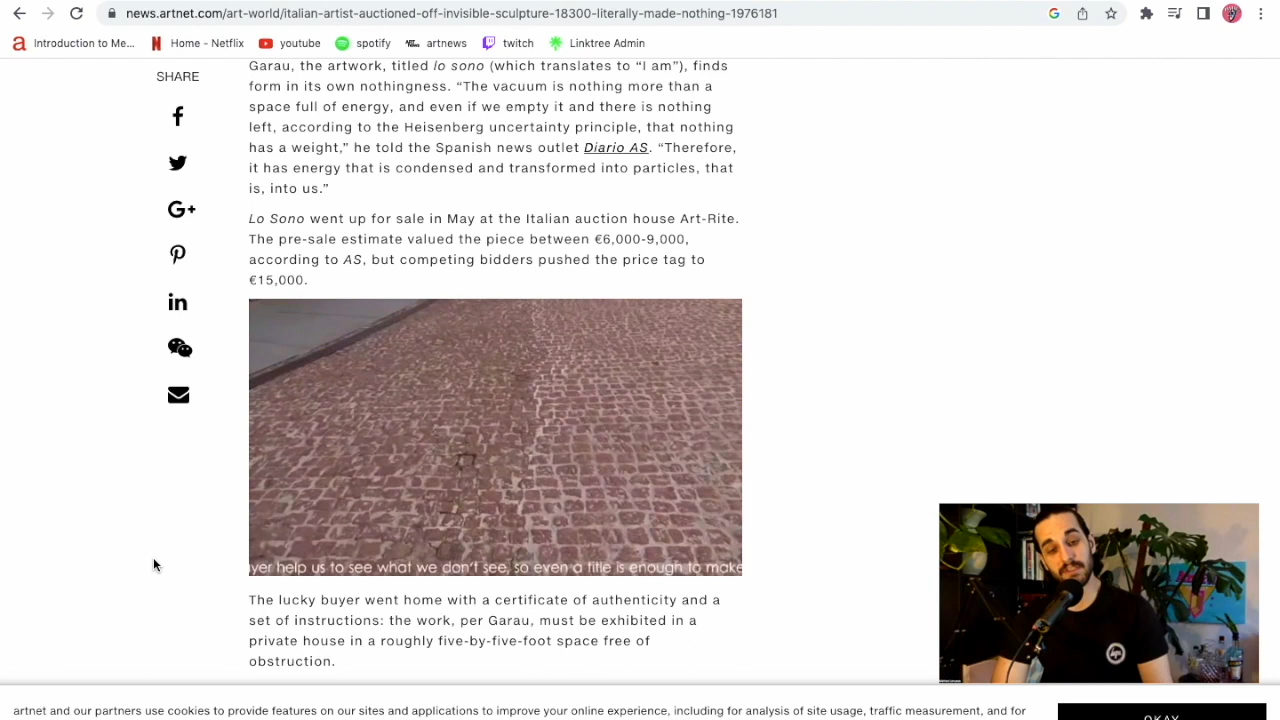 news.artnet.com/art-world/italian-artist-auctioned-off-invisible-sculpture-18300-literally-made-nothing-1976181
Introduction to Me...
Home - Netflix
youtube
spotify
artnews
twitch
Linktree Admin
SHARE
Garau, the artwork, titled lo sono (which translates to “I am”), finds
form in its own nothingness. “The vacuum is nothing more than a
space full of energy, and even if we empty it and there is nothing
left, according to the Heisenberg uncertainty principle, that nothing
has a weight,” he told the Spanish news outlet Diario AS. “Therefore,
it has energy that is condensed and transformed into particles, that
is, into us.”
Lo Sono went up for sale in May at the Italian auction house Art-Rite.
The pre-sale estimate valued the piece between €6,000-9,000,
according to AS, but competing bidders pushed the price tag to
€15,000.
yer help us to see what we don't see, so even a title is enough to make
The lucky buyer went home with a certificate of authenticity and a
set of instructions: the work, per Garau, must be exhibited in a
private house in a roughly five-by-five-foot space free of
obstruction.
artnet and our partners use cookies to provide features on our sites and applications to improve your online experience, including for analysis of site usage, traffic measurement, and for
OKAY